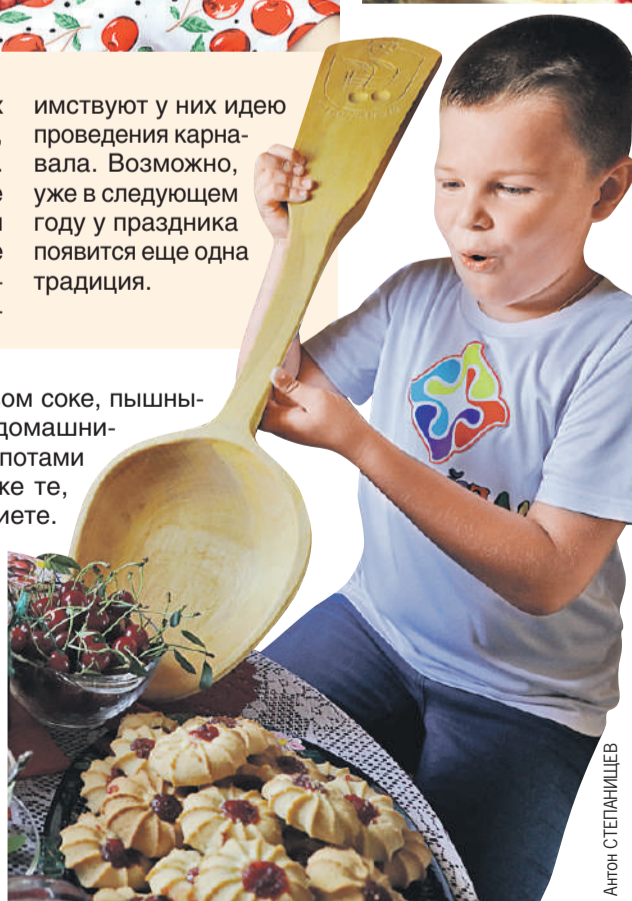 х
,
.
е
и
е
-
-
имствуют у них идею
проведения карна-
вала. Возможно,
уже в следующем
году у праздника
появится еще одна
традиция.
ом соке, пышны-
домашни-
потами
же те,
иете.
Антон СТЕПАНИЩЕВ